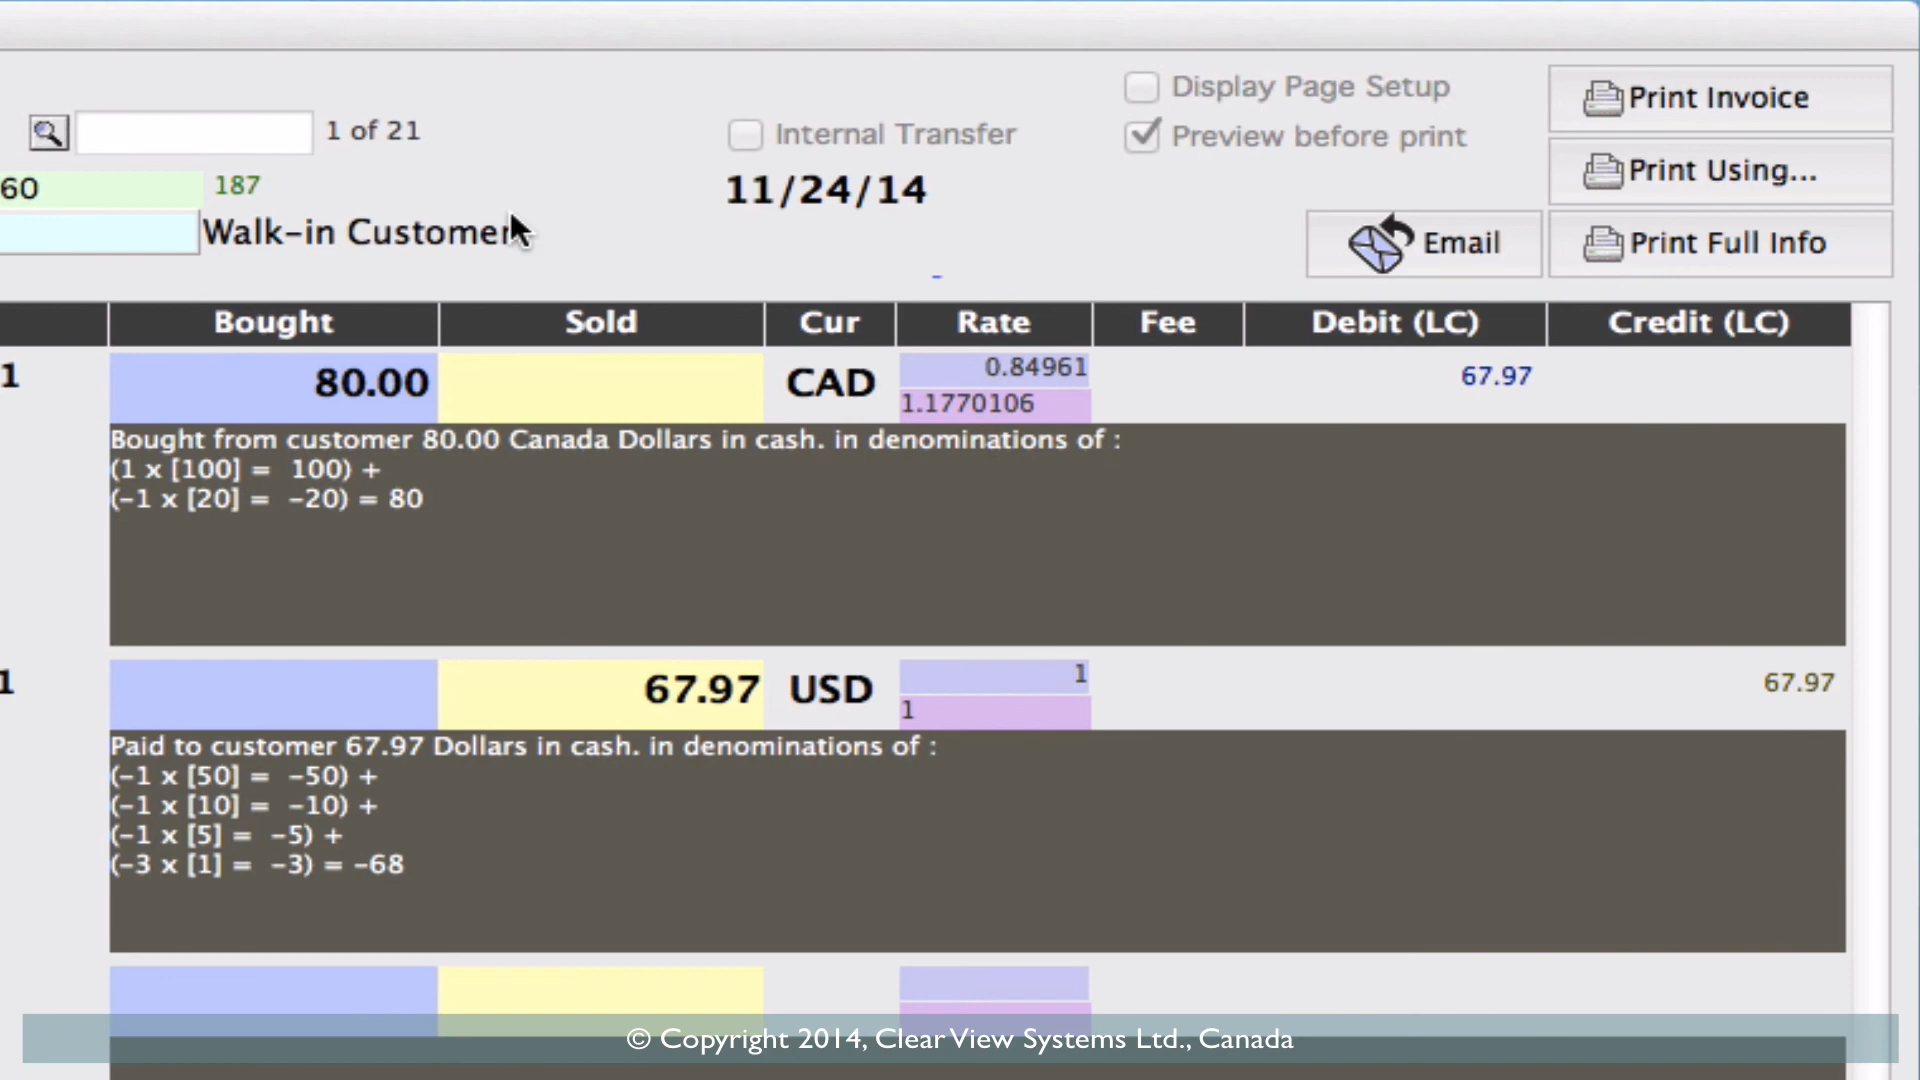 Display Page Setup
Print Invoice
1 of 21
Internal Transfer
Preview before print
60
187
11/24/14
Print Using...
Walk-in Customer
Email
Print Full Info
Bought Sold Cur Rate Fee Debit (LC) Credit (LC)
1 80.00 CAD 0.84961 67.97
1.1770106
Bought from customer 80.00 Canada Dollars in cash. in denominations of :
(1 x [100] = 100) +
(-1 x [20] = -20) = 80
1 67.97 USD 1 67.97
1
Paid to customer 67.97 Dollars in cash. in denominations of :
(-1 x [50] = -50) +
(-1 x [10] = -10) +
(-1 x [5] = -5) +
(-3 x [1] = -3) = -68
© Copyright 2014, Clear View Systems Ltd., Canada